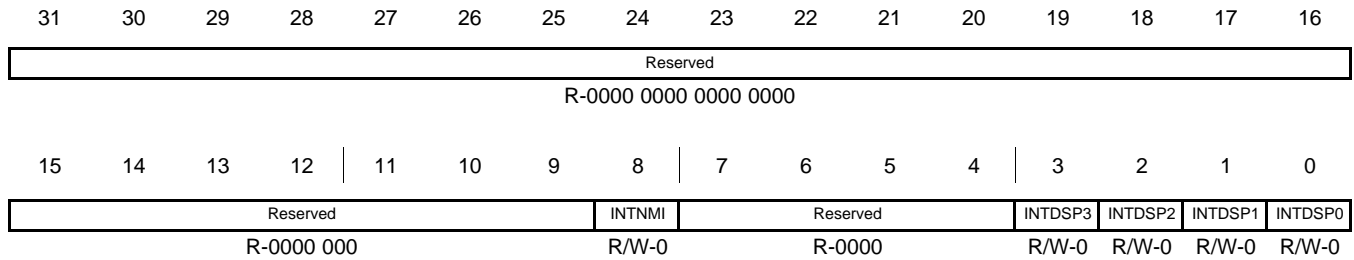 31 30 29 28 27 26 25 24 23 22 21 20 19 18 17 16
Reserved
R-0000 0000 0000 0000
15 14 13 12 11 10 9 8 7 6 5 4 3 2 1 0
Reserved INTNMI Reserved INTDSP3 INTDSP2 INTDSP1 INTDSP0
R-0000 000 R/W-0 R-0000 R/W-0 R/W-0 R/W-0 R/W-0